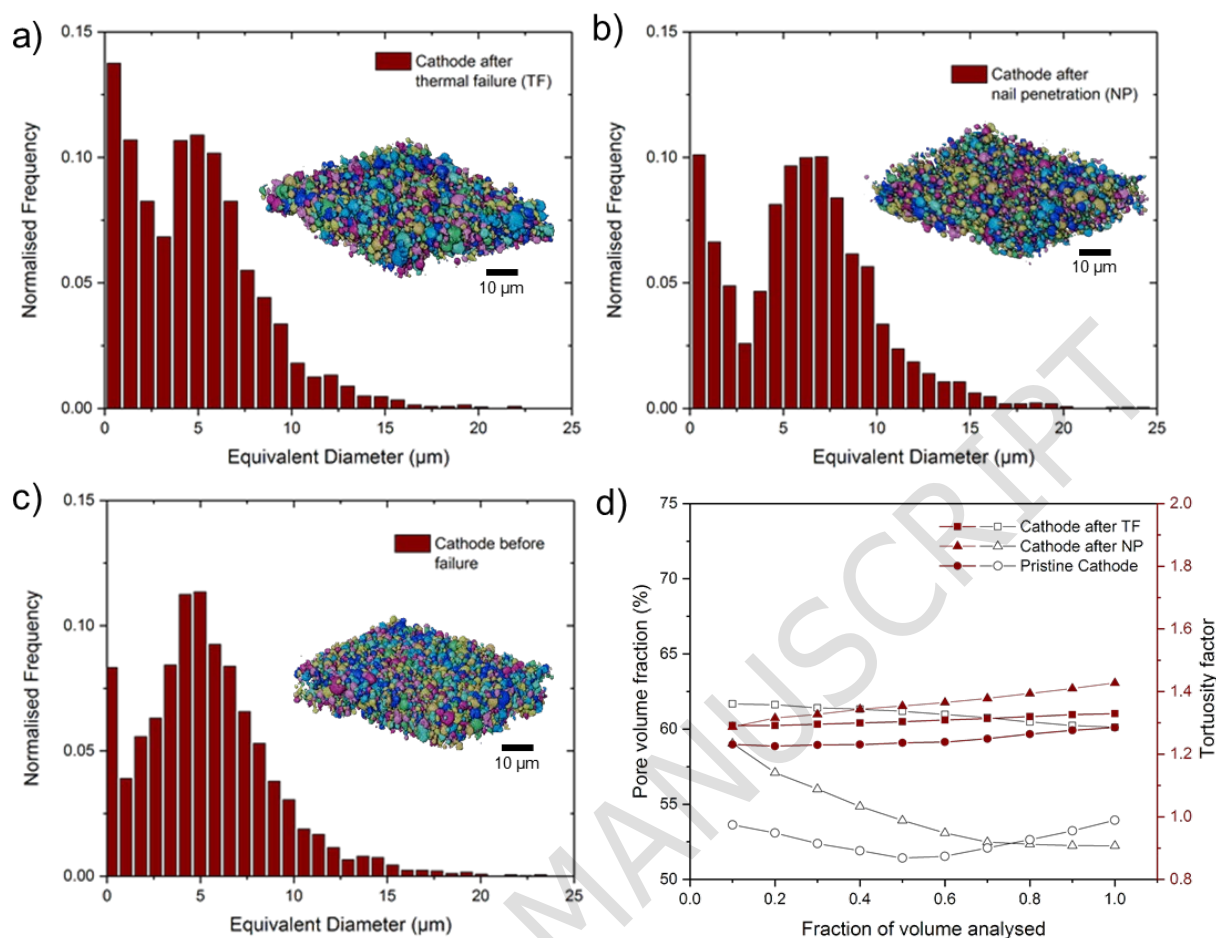 a)
0.15
0.10
0.05
0.00
Normalised Frequency
Cathode after
thermal failure (TF)
10 µm
0 5 10 15 20 25
Equivalent Diameter (µm)
b)
0.15
0.10
0.05
0.00
Normalised Frequency
Cathode after
nail penetration (NP)
10 µm
0 5 10 15 20 25
Equivalent Diameter (µm)
c)
0.15
0.10
0.05
0.00
Normalised Frequency
Cathode before
failure
10 µm
0 5 10 15 20 25
Equivalent Diameter (µm)
d)
75
70
65
60
55
50
Pore volume fraction (%)
Cathode after TF
Cathode after NP
Pristine Cathode
2.0
1.8
1.6
1.4
1.2
1.0
0.8
Tortuosity factor
0.0 0.2 0.4 0.6 0.8 1.0
Fraction of volume analysed
MANUSCRIPT